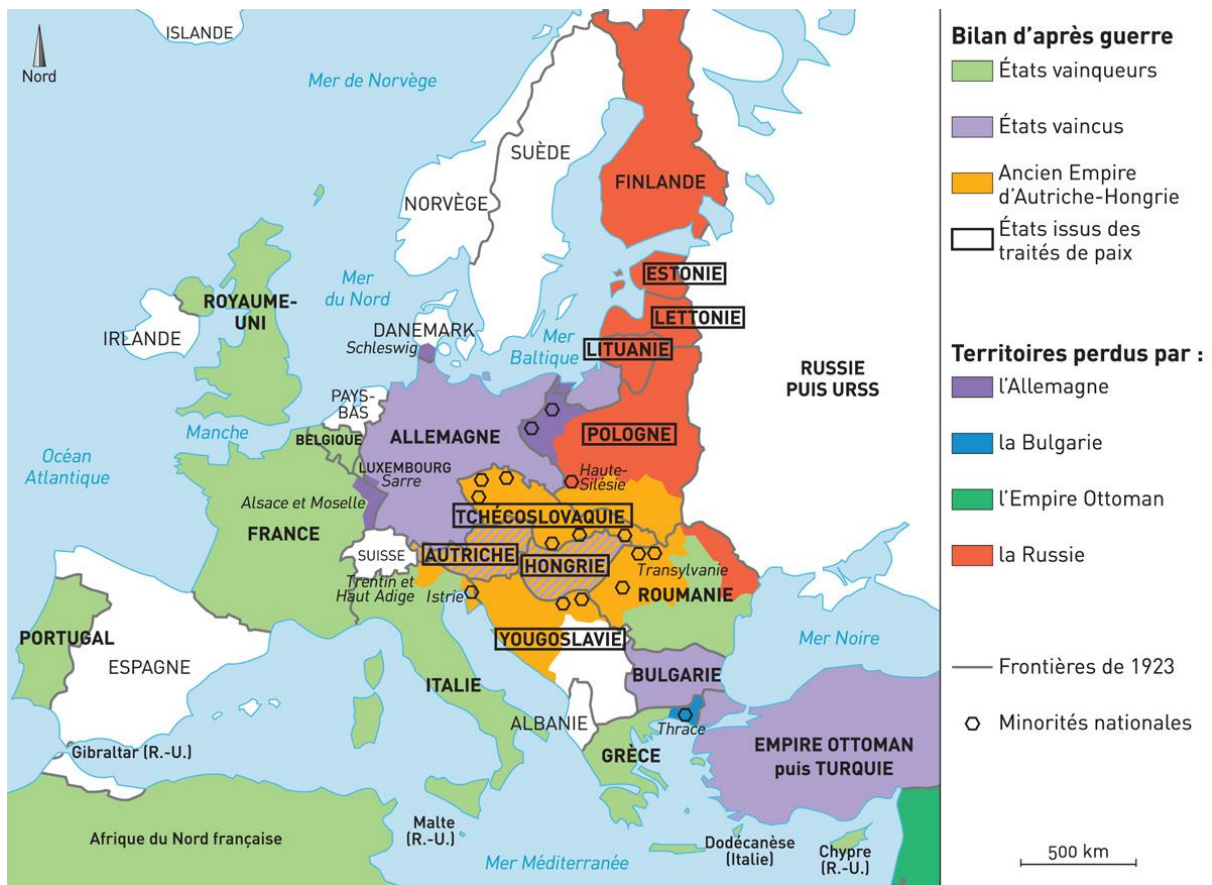 ISLANDE
Nord
Mer de Norvège
SUÈDE
FINLANDE
NORVÈGE
ESTONIE
Mer
du Nord
ROYAUME-
UNI
LETTONIE
IRLANDE
DANEMARK
Schleswig
Mer
Baltique
LITUANIE
RUSSIE
PUIS URSS
PAYS-
BAS
Manche
BELGIQUE
ALLEMAGNE
POLOGNE
Océan
Atlantique
LUXEMBOURG
Sarre
Haute-
Silésie
Alsace et Moselle
TCHÉCOSLOVAQUIE
FRANCE
SUISSE
AUTRICHE
HONGRIE
Transylvanie
Trentin et
Haut Adige
Istrie
ROUMANIE
PORTUGAL
ESPAGNE
YOUGOSLAVIE
Mer Noire
ITALIE
BULGARIE
ALBANIE
Thrace
Gibraltar (R.-U.)
GRÈCE
EMPIRE OTTOMAN
puis TURQUIE
Afrique du Nord française
Malte
(R.-U.)
Mer Méditerranée
Dodécanèse
(Italie)
Chypre
(R.-U.)
Bilan d'après guerre
États vainqueurs
États vaincus
Ancien Empire
d'Autriche-Hongrie
États issus des
traités de paix
Territoires perdus par :
l'Allemagne
la Bulgarie
l'Empire Ottoman
la Russie
Frontières de 1923
Minorités nationales
500 km